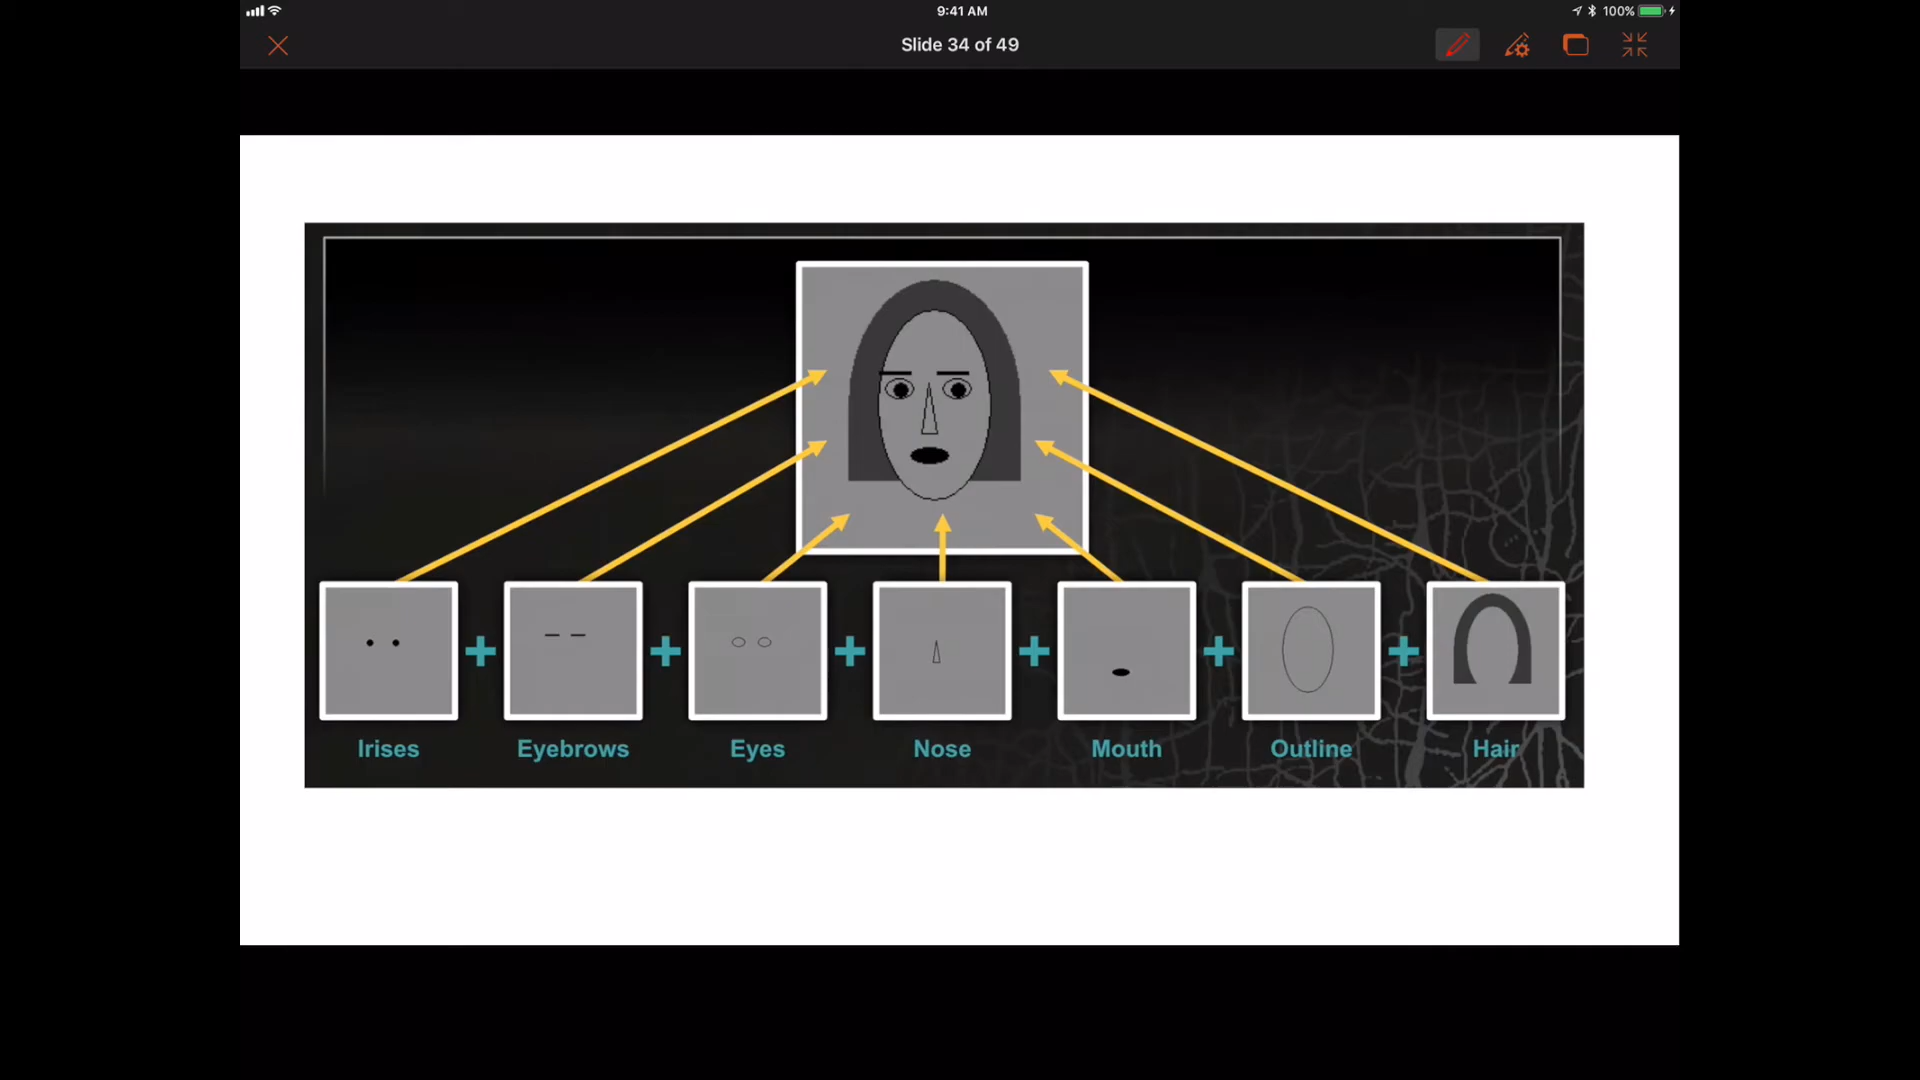 9:41 AM
100%
Slide 34 of 49
Irises
Eyebrows
Eyes
Nose
Mouth
Outline
Hair